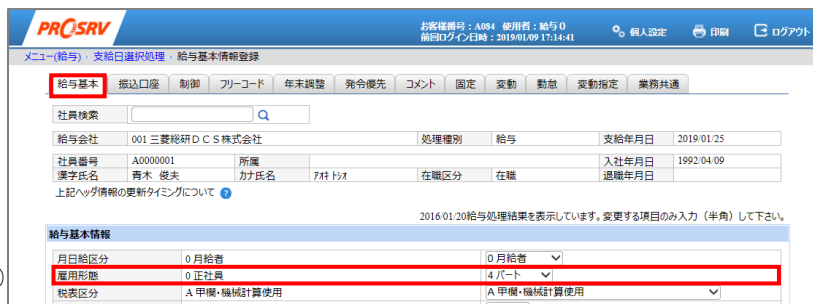 PROSRV
お客様番号：A084 使用者：給与０
前回ログイン日時：2019/01/09 17:14:41
個人設定
印刷
ログアウト
メニュー(給与) › 支給日選択処理 › 給与基本情報登録
給与基本 振込口座 制御 フリーコード 年末調整 発令優先 コメント 固定 変動 勤怠 変動指定 業務共通
社員検索
給与会社 001 三菱総研ＤＣＳ株式会社 処理種別 給与 支給年月日 2019/01/25
社員番号 A0000001 所属 入社年月日 1992/04/09
漢字氏名 青木 俊夫 カナ氏名 ｱｵｷ ﾄｼｵ 在職区分 在職 退職年月日
上記ヘッダ情報の更新タイミングについて ?
2016/01/20給与処理結果を表示しています。変更する項目のみ入力（半角）して下さい。
給与基本情報
月日給区分 0 月給者 0 月給者
雇用形態 0 正社員 4 パート
税表区分 A 甲欄・機械計算使用 A 甲欄・機械計算使用